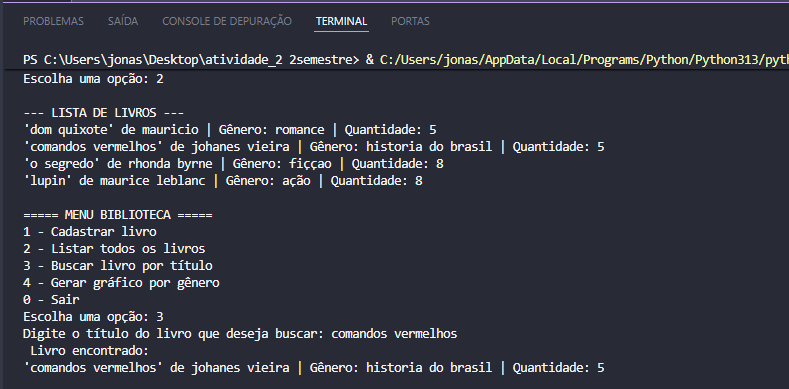 PROBLEMAS SAÍDA CONSOLE DE DEPURAÇÃO TERMINAL PORTAS
PS C:\Users\jonas\Desktop\atividade_2 2semestre> & C:/Users/jonas/AppData/Local/Programs/Python/Python313/pyth
Escolha uma opção: 2
--- LISTA DE LIVROS ---
'dom quixote' de mauricio | Gênero: romance | Quantidade: 5
'comandos vermelhos' de johanes vieira | Gênero: historia do brasil | Quantidade: 5
'o segredo' de rhonda byrne | Gênero: ficçao | Quantidade: 8
'lupin' de maurice leblanc | Gênero: ação | Quantidade: 8
===== MENU BIBLIOTECA =====
1 - Cadastrar livro
2 - Listar todos os livros
3 - Buscar livro por título
4 - Gerar gráfico por gênero
0 - Sair
Escolha uma opção: 3
Digite o título do livro que deseja buscar: comandos vermelhos
Livro encontrado:
'comandos vermelhos' de johanes vieira | Gênero: historia do brasil | Quantidade: 5